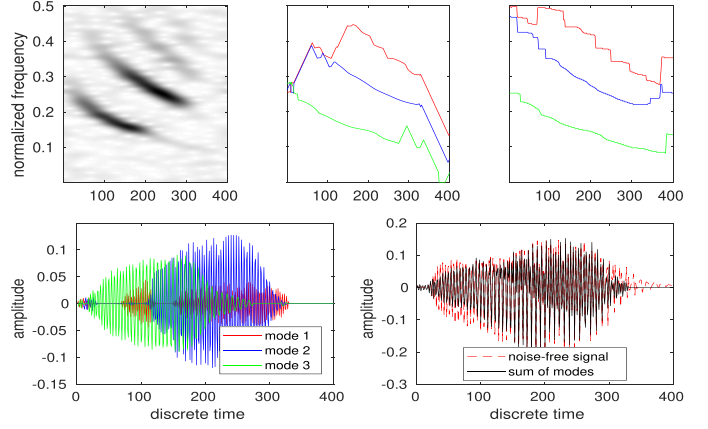 0.5
0.4
0.3
0.2
0.1
normalized frequency
100 200 300 400
100 200 300 400
100 200 300 400
0.1
0.05
0
-0.05
-0.1
-0.15
amplitude
mode 1
mode 2
mode 3
0 100 200 300 400
discrete time
0.2
0.1
0
-0.1
-0.2
-0.3
amplitude
noise-free signal
sum of modes
0 100 200 300 400
discrete time